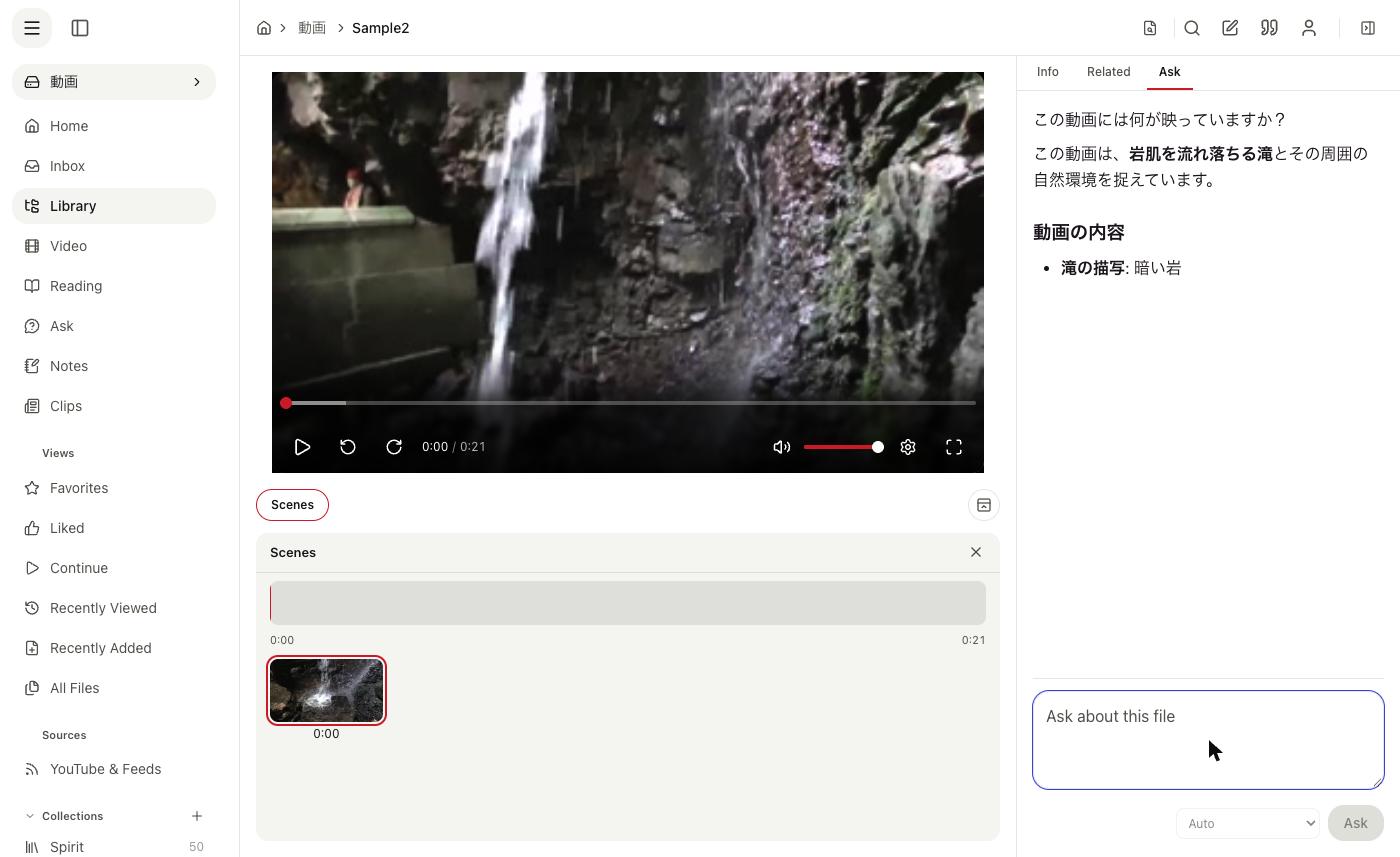 動画
Home
Inbox
Library
Video
Reading
Ask
Notes
Clips
Views
Favorites
Liked
Continue
Recently Viewed
Recently Added
All Files
Sources
YouTube & Feeds
Collections
Spirit 50
動画 Sample2
0:00 / 0:21
Scenes
Scenes
0:00 0:21
0:00
Info Related Ask
この動画には何が映っていますか？
この動画は、岩肌を流れ落ちる滝とその周囲の
自然環境を捉えています。
動画の内容
• 滝の描写: 暗い岩
Ask about this file
Auto Ask